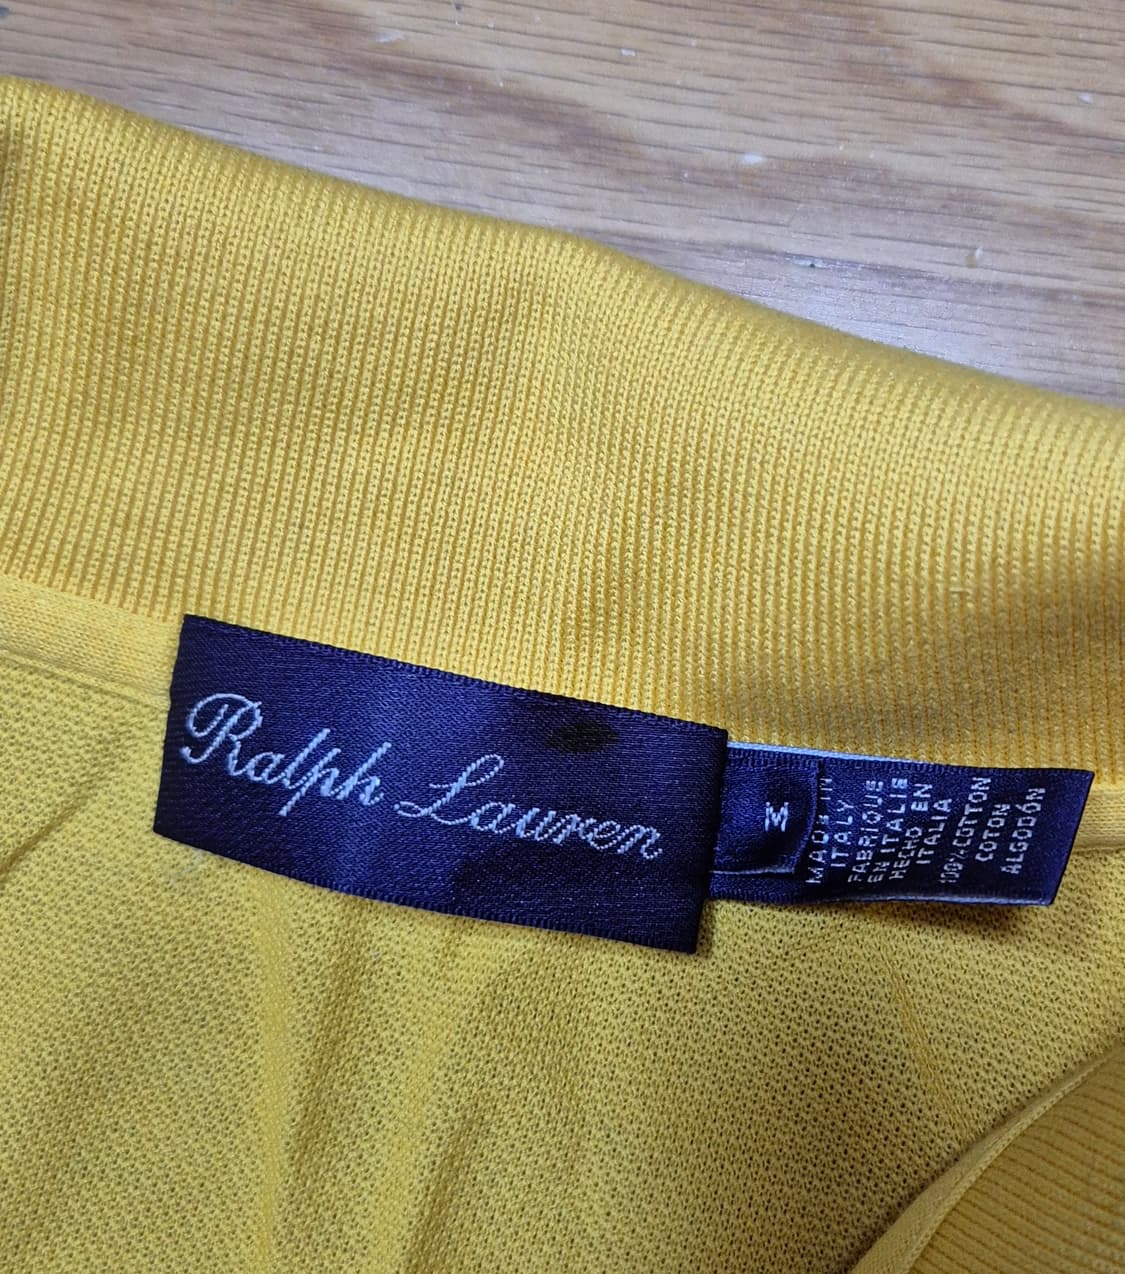 Ralph Lauren
M
MADE IN
ITALY
FABRIQUE
EN ITALIE
HECHO EN
ITALIA
100% COTTON
COTON
ALGODÓN